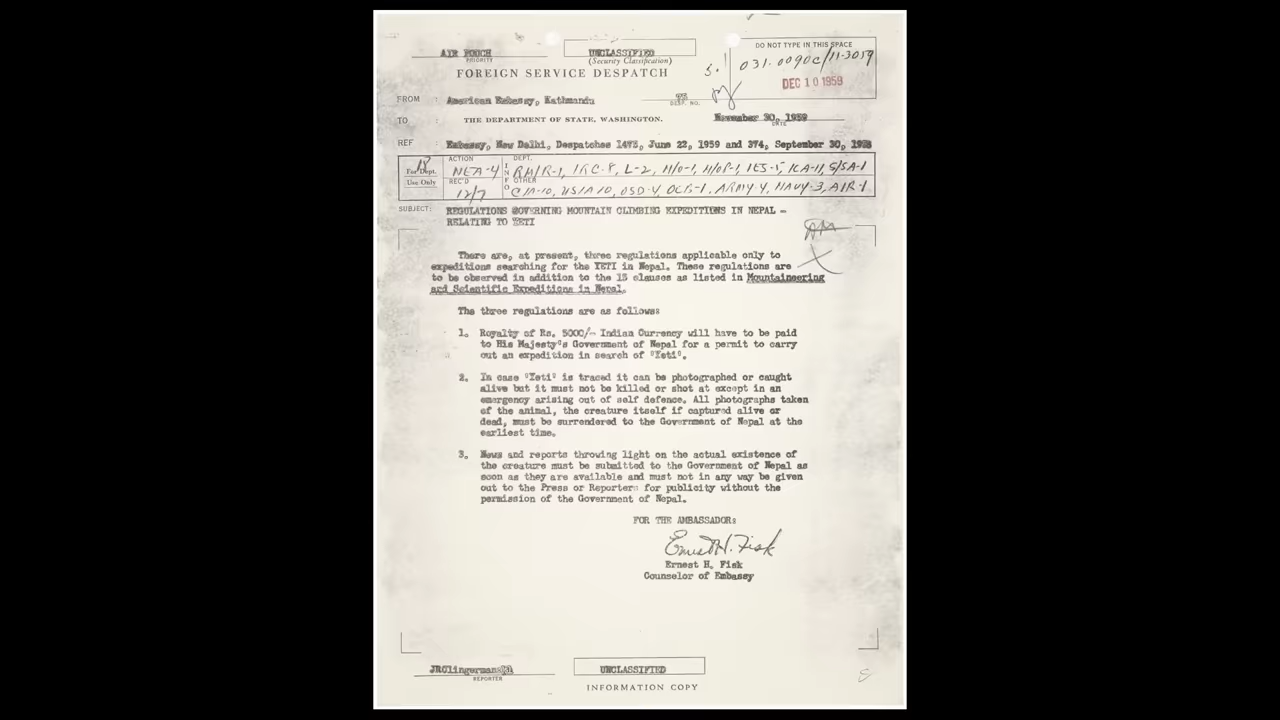 AIR POUCH
PRIORITY
UNCLASSIFIED
(Security Classification)
DO NOT TYPE IN THIS SPACE
031.0090c/11-3059
DEC 10 1959
FOREIGN SERVICE DESPATCH
FROM : American Embassy, Kathmandu
DESP. NO.
TO : THE DEPARTMENT OF STATE, WASHINGTON.
November 30, 1959
DATE
REF : Embassy, New Delhi, Despatches 1473, June 22, 1959 and 374, September 30, 1958
18
For Dept.
Use Only
ACTION
NEA-4
REC'D
12/7
INFO
DEPT.
RM/R-1, IRC-8, L-2, H/O-1, H/OP-1, IES-5, ICA-11, S/SA-1
OTHER
CIA-10, USIA-10, OSD-4, OCB-1, ARMY-4, NAVY-3, AIR-1
SUBJECT: REGULATIONS GOVERNING MOUNTAIN CLIMBING EXPEDITIONS IN NEPAL -
RELATING TO YETI
There are, at present, three regulations applicable only to
expeditions searching for the YETI in Nepal. These regulations are
to be observed in addition to the 15 clauses as listed in Mountaineering
and Scientific Expeditions in Nepal.
The three regulations are as follows:
1. Royalty of Rs. 5000/- Indian Currency will have to be paid
to His Majesty's Government of Nepal for a permit to carry
out an expedition in search of "Yeti".
2. In case "Yeti" is traced it can be photographed or caught
alive but it must not be killed or shot at except in an
emergency arising out of self defence. All photographs taken
of the animal, the creature itself if captured alive or
dead, must be surrendered to the Government of Nepal at the
earliest time.
3. News and reports throwing light on the actual existence of
the creature must be submitted to the Government of Nepal as
soon as they are available and must not in any way be given
out to the Press or Reporters for publicity without the
permission of the Government of Nepal.
FOR THE AMBASSADOR:
Ernest H. Fisk
Ernest H. Fisk
Counselor of Embassy
REPORTER
UNCLASSIFIED
INFORMATION COPY